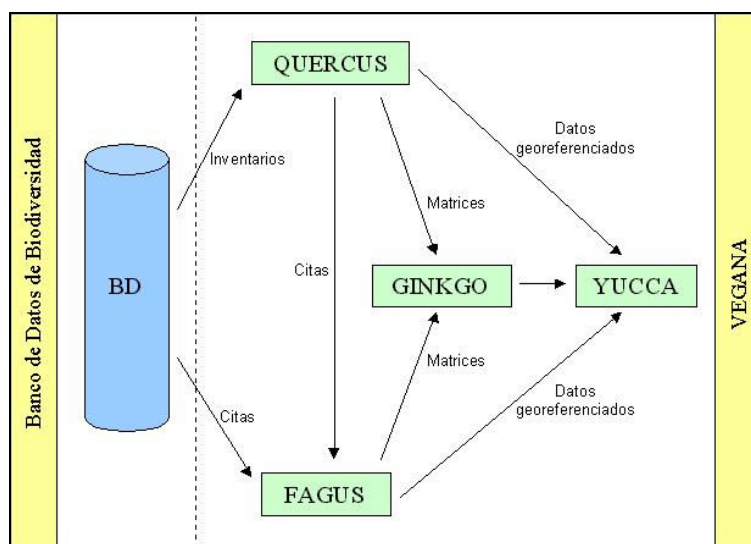 Banco de Datos de Biodiversidad
BD
QUERCUS
Inventarios
Datos
georeferenciados
Matrices
Citas
GINKGO
YUCCA
Matrices
Datos
georeferenciados
Citas
FAGUS
VEGANA